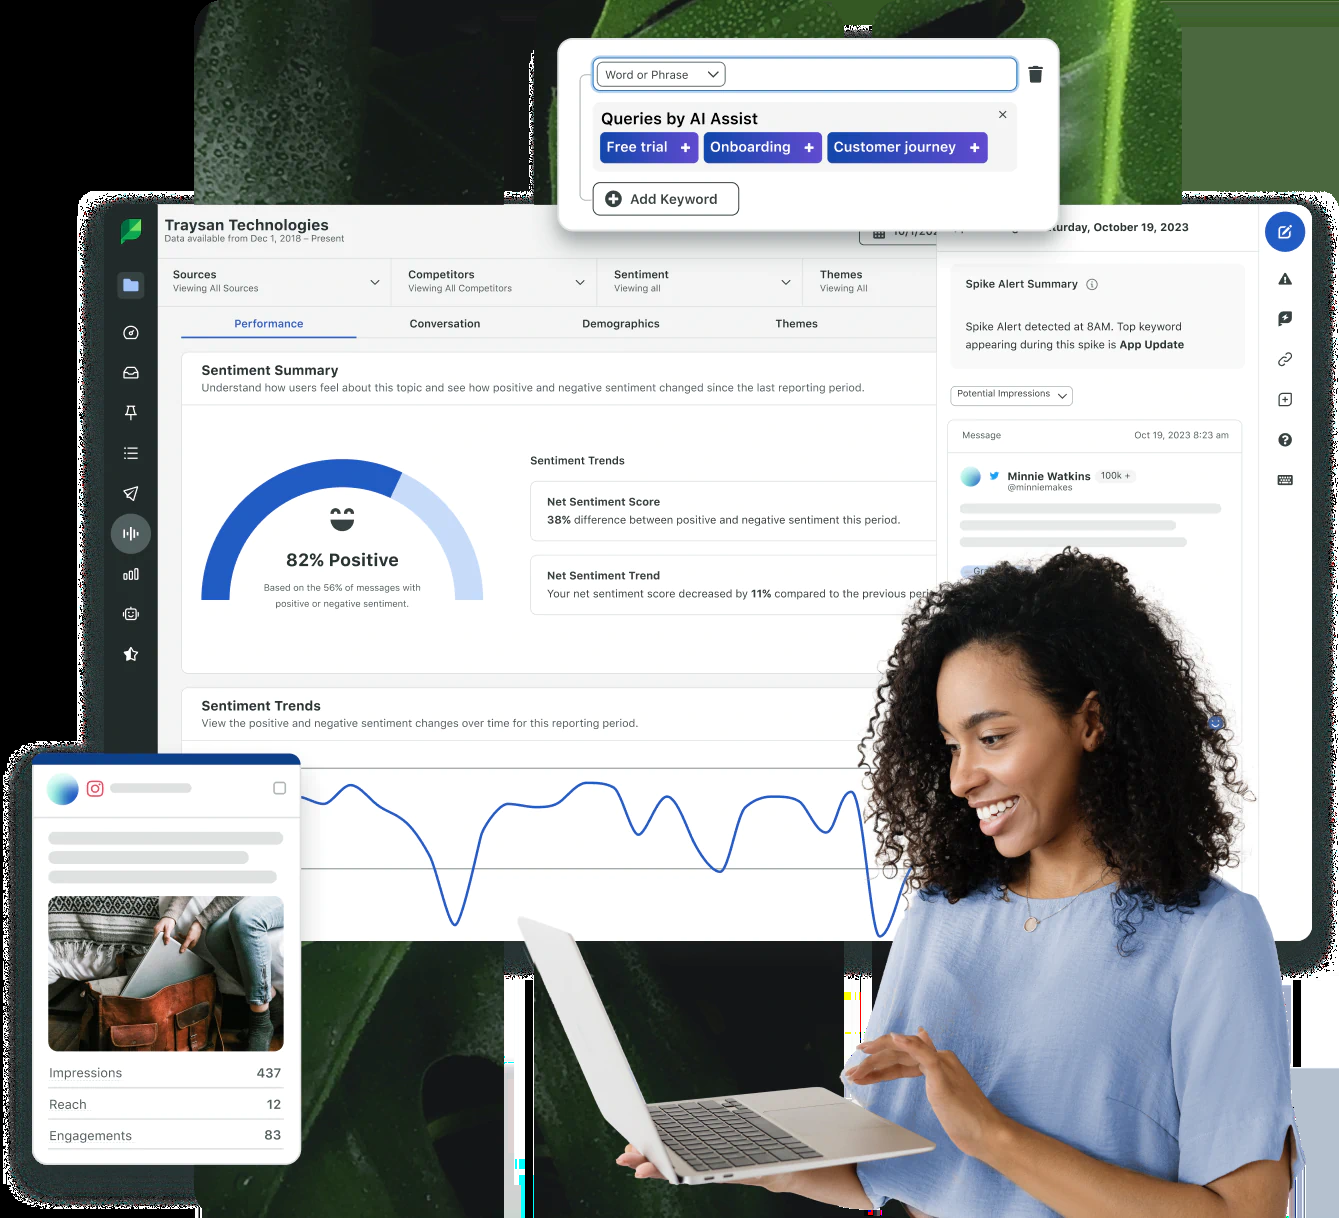 Word or Phrase
Queries by AI Assist
Free trial +
Onboarding +
Customer journey +
Add Keyword
Traysan Technologies
Data available from Dec 1, 2018 – Present
Sources
Viewing All Sources
Competitors
Viewing All Competitors
Sentiment
Viewing all
Themes
Viewing All
Performance
Conversation
Demographics
Themes
Sentiment Summary
Understand how users feel about this topic and see how positive and negative sentiment changed since the last reporting period.
82% Positive
Based on the 56% of messages with
positive or negative sentiment.
Sentiment Trends
Net Sentiment Score
38% difference between positive and negative sentiment this period.
Net Sentiment Trend
Your net sentiment score decreased by 11% compared to the previous peri
Sentiment Trends
View the positive and negative sentiment changes over time for this reporting period.
turday, October 19, 2023
Spike Alert Summary
Spike Alert detected at 8AM. Top keyword
appearing during this spike is App Update
Potential Impressions
Message
Oct 19, 2023 8:23 am
Minnie Watkins 100k +
@minniemakes
Impressions 437
Reach 12
Engagements 83